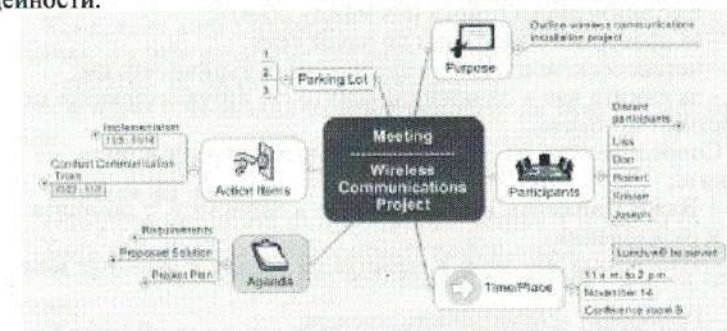 Outline wireless communications
installation project
Purpose
1
2
3
Parking Lot
Implementation
Conduct Communication
Trials
Action Items
Meeting
Wireless
Communications
Project
Distant
participants
Lisa
Don
Robert
Kristen
Joseph
Participants
Requirements
Proposed Solution
Project Plan
Agenda
Lunch will be served
Time/Place
11 a.m. to 2 p.m.
November 14
Conference room B